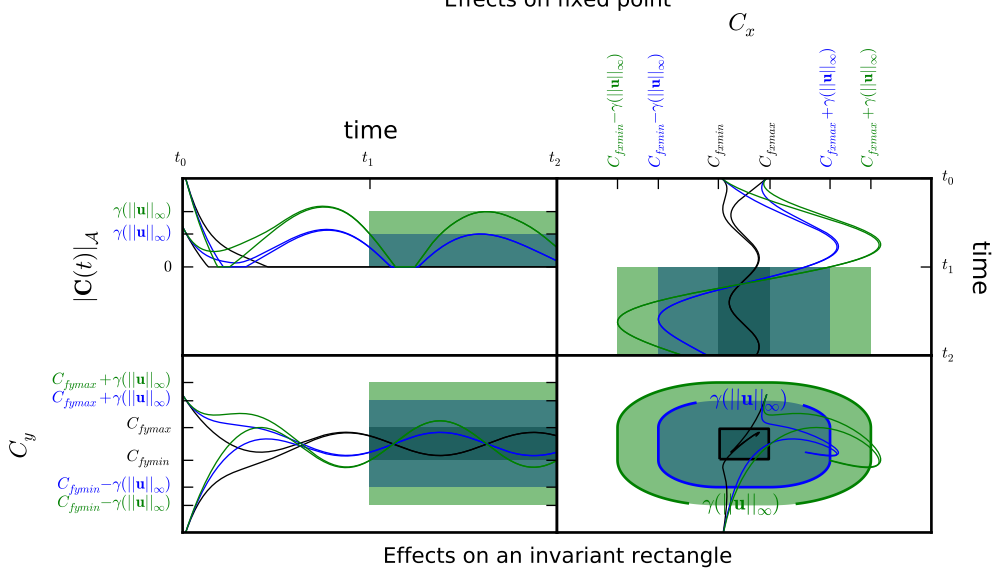 Effects on fixed point
C_x
C_{fxmin}−γ(||u||_∞)
C_{fxmin}−γ(||u||_∞)
C_{fxmin}
C_{fxmax}
C_{fxmax}+γ(||u||_∞)
C_{fxmax}+γ(||u||_∞)
time
t_0
t_1
t_2
t_0
γ(||u||_∞)
γ(||u||_∞)
|C(t)|_𝒜
0
t_1
time
t_2
C_{fymax}+γ(||u||_∞)
C_{fymax}+γ(||u||_∞)
C_{fymax}
C_y
C_{fymin}
C_{fymin}−γ(||u||_∞)
C_{fymin}−γ(||u||_∞)
γ(||u||_∞)
γ(||u||_∞)
Effects on an invariant rectangle